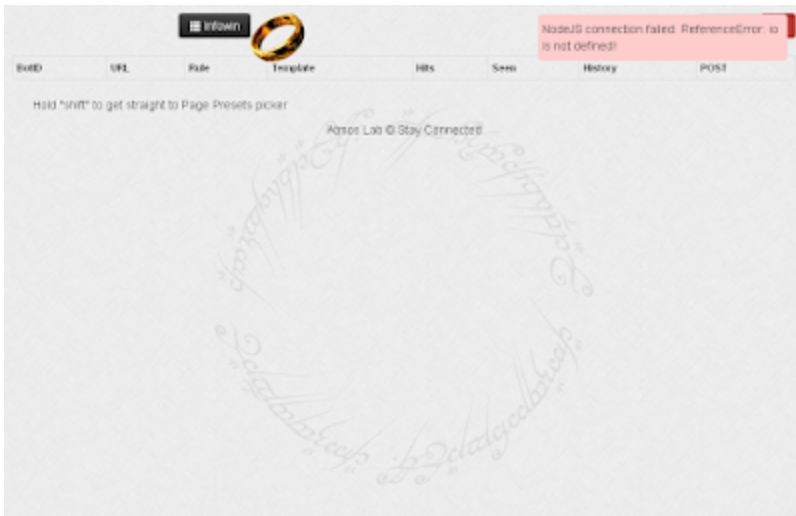 Infowin
NodeJS connection failed: ReferenceError: io
is not defined!
BotID URL Rule Template Hits Seen History POST
Hold "shift" to get straight to Page Presets picker
Atmos Lab © Stay Connected